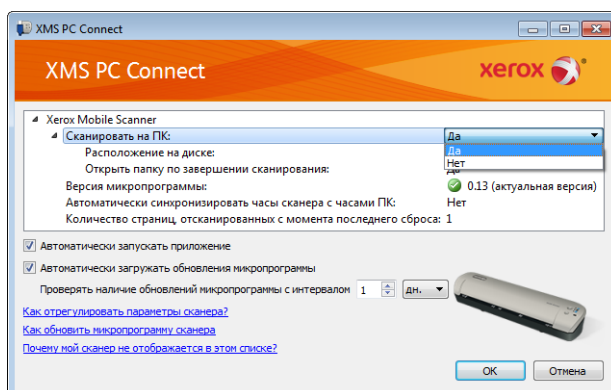 XMS PC Connect
XMS PC Connect
xerox
Xerox Mobile Scanner
Сканировать на ПК: Да
Да
Расположение на диске: Нет
Открыть папку по завершении сканирования:
Версия микропрограммы: 0.13 (актуальная версия)
Автоматически синхронизировать часы сканера с часами ПК: Нет
Количество страниц, отсканированных с момента последнего сброса: 1
Автоматически запускать приложение
Автоматически загружать обновления микропрограммы
Проверять наличие обновлений микропрограммы с интервалом 1 дн.
Как отрегулировать параметры сканера?
Как обновить микропрограмму сканера
Почему мой сканер не отображается в этом списке?
OK Отмена